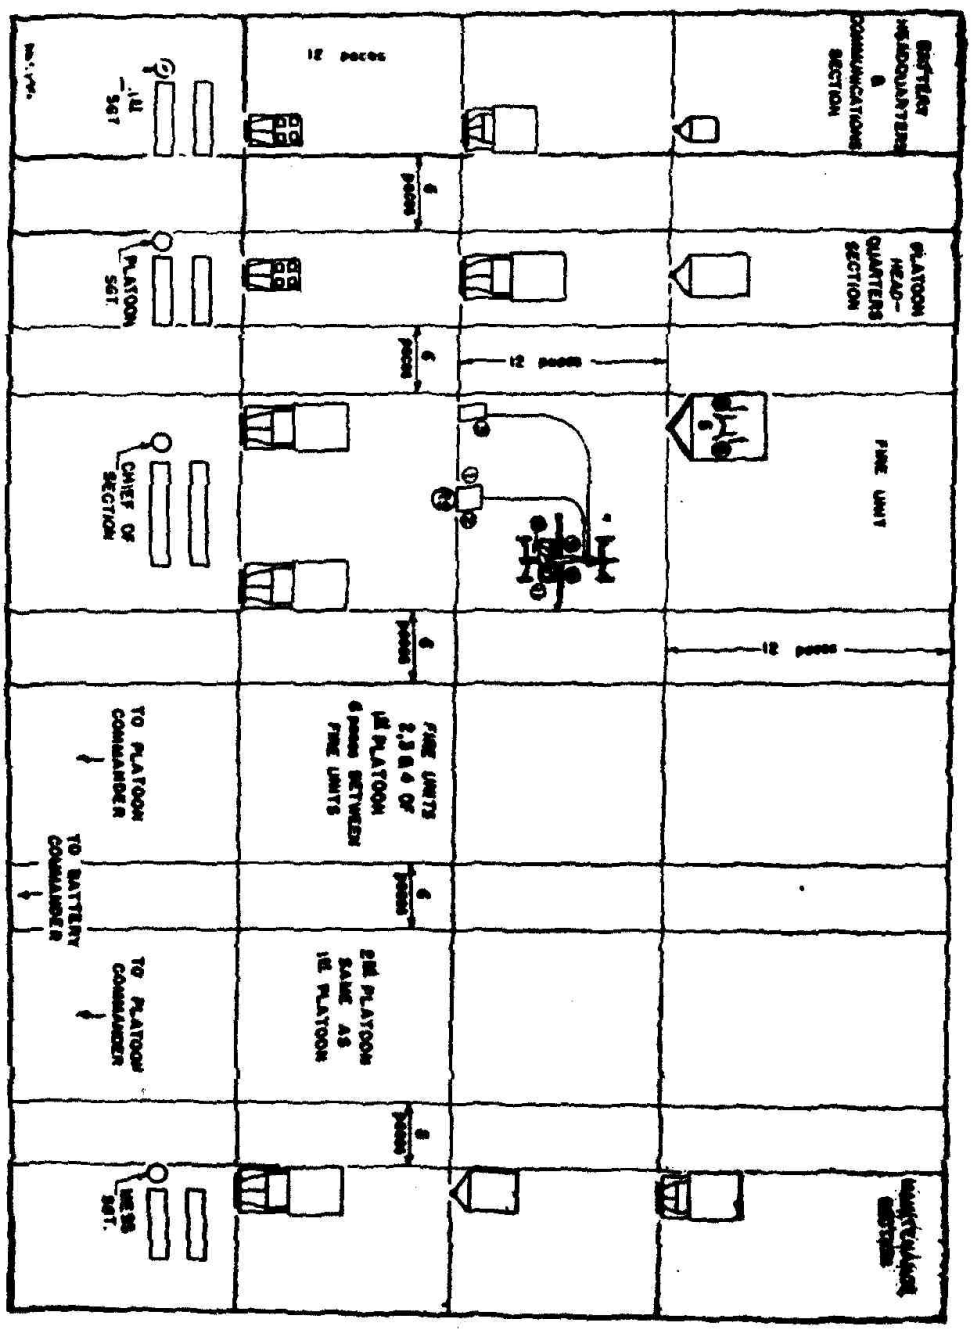 BATTERY
HEADQUARTERS
&
COMMUNICATIONS
SECTION
PLATOON
HEAD-
QUARTERS
SECTION
FIRE UNIT
MAINTENANCE
SECTION
12 paces
12 paces
12 paces
6
paces
6
paces
6
paces
6
paces
paces
FIRE UNITS
2,3 & 4 OF
1ST PLATOON
6 paces BETWEEN
FIRE UNITS
2ND PLATOON
SAME AS
1ST PLATOON
1ST
SGT
PLATOON
SGT.
CHIEF OF
SECTION
TO PLATOON
COMMANDER
TO PLATOON
COMMANDER
MESS
SGT.
TO BATTERY
COMMANDER